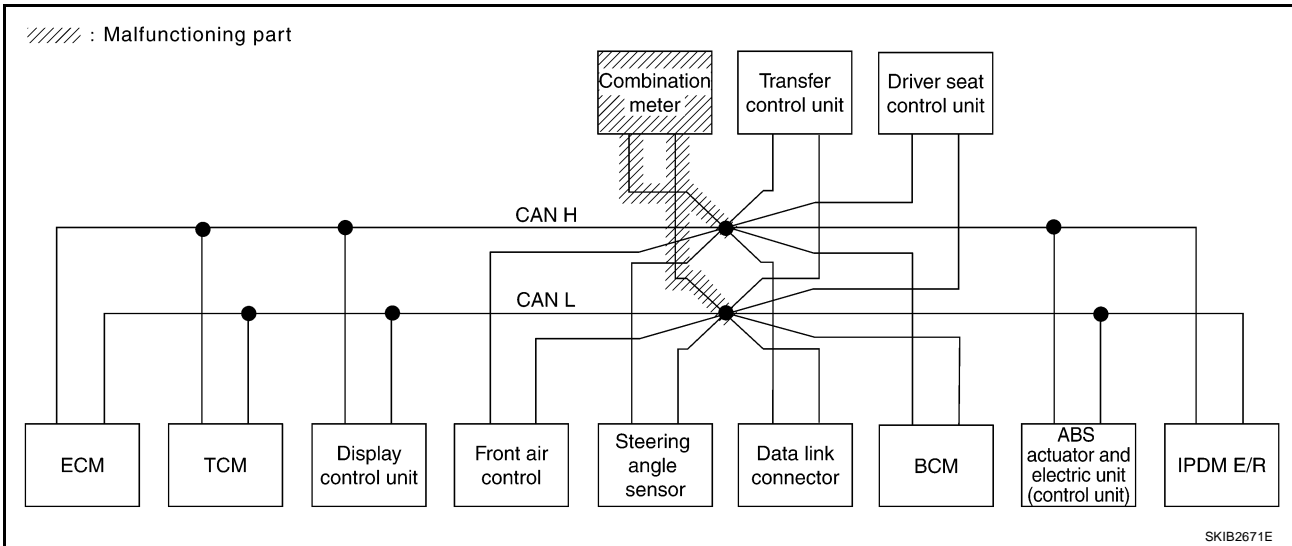 : Malfunctioning part
Combination
meter
Transfer
control unit
Driver seat
control unit
CAN H
CAN L
ECM
TCM
Display
control unit
Front air
control
Steering
angle
sensor
Data link
connector
BCM
ABS
actuator and
electric unit
(control unit)
IPDM E/R
SKIB2671E